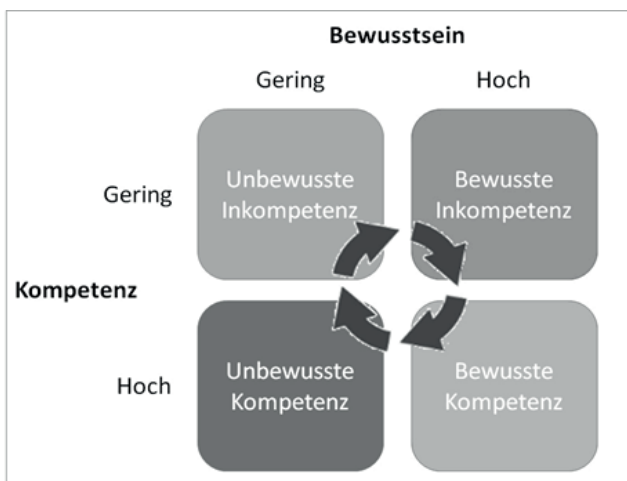 Bewusstsein
Gering
Hoch
Gering
Unbewusste
Inkompetenz
Bewusste
Inkompetenz
Kompetenz
Hoch
Unbewusste
Kompetenz
Bewusste
Kompetenz